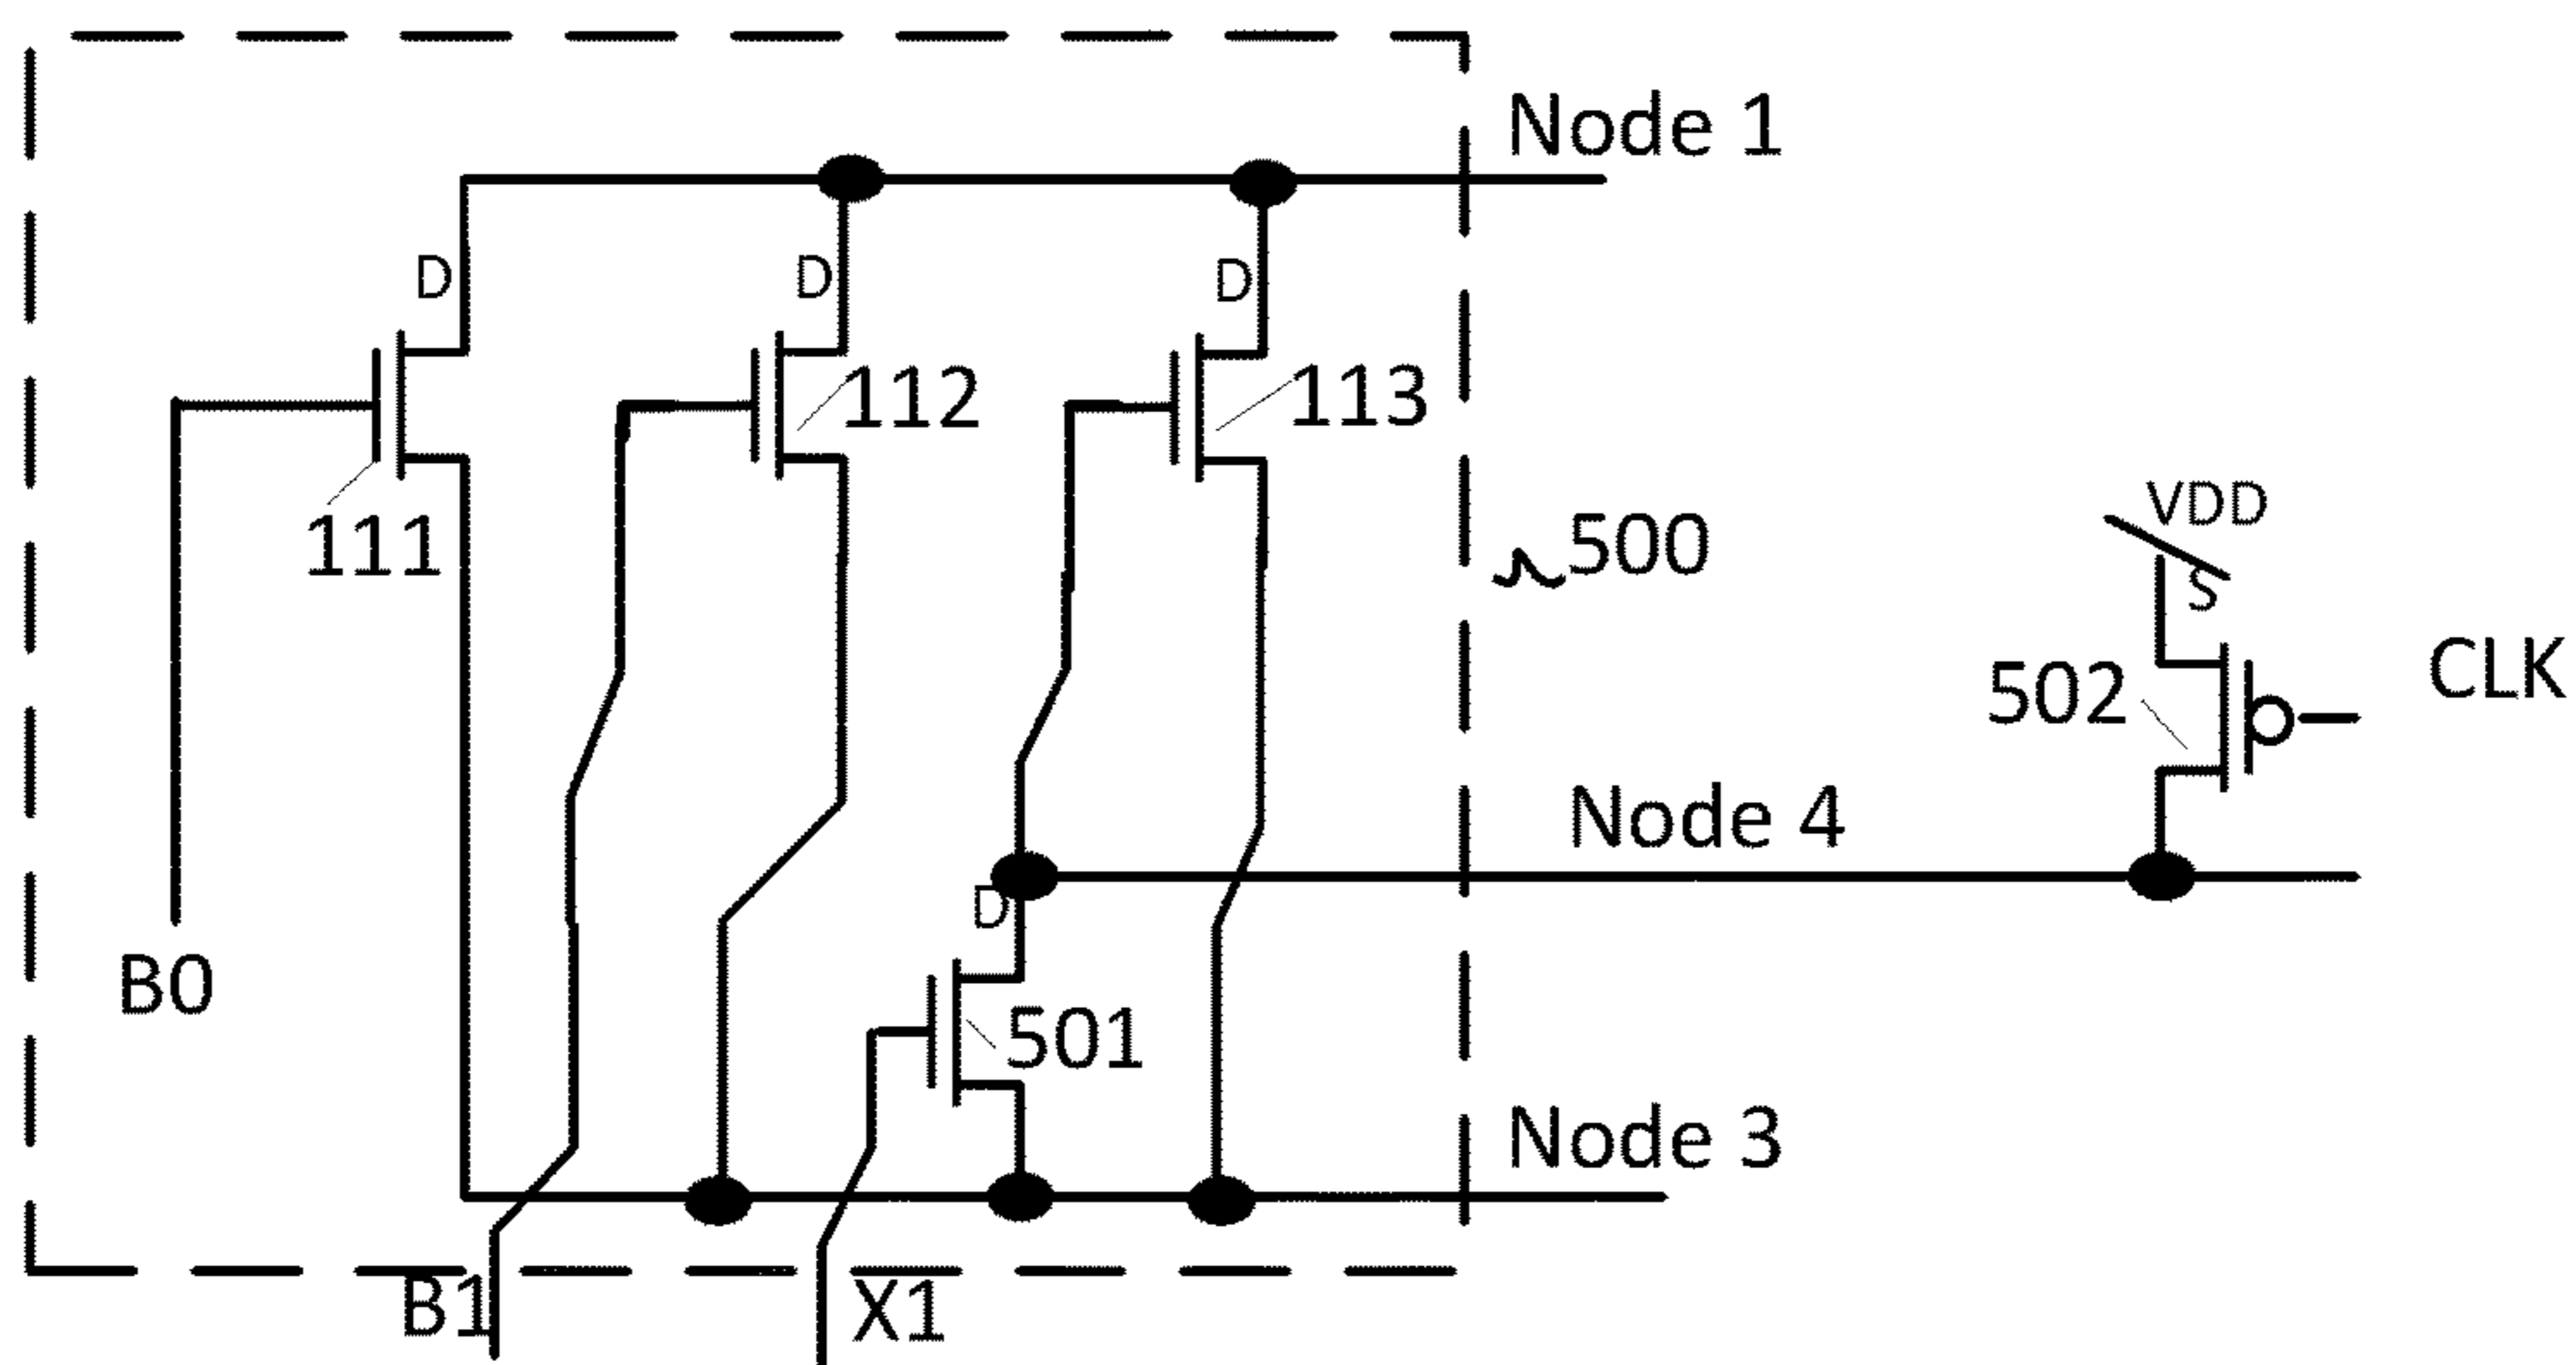 Node 1
D
D
D
112
113
111
500
VDD
S
502
CLK
Node 4
D
B0
501
Node 3
B1
X1